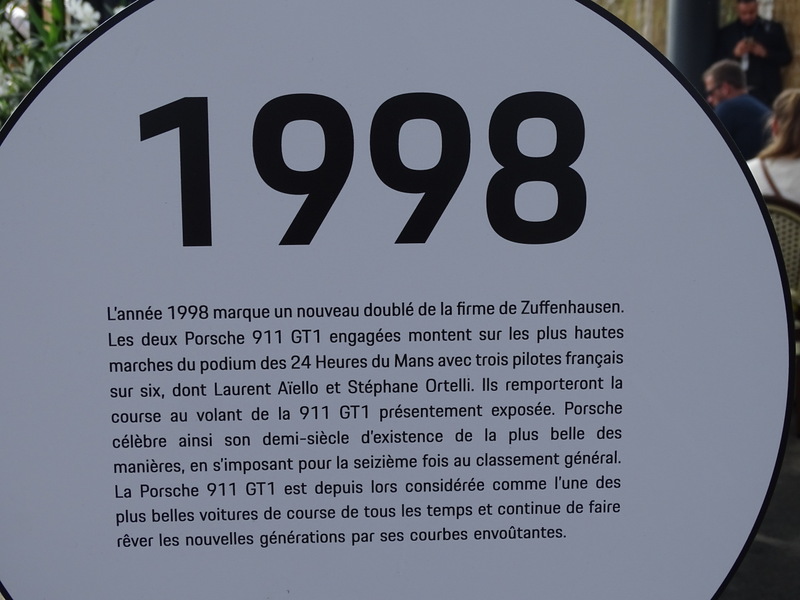 1998
L'année 1998 marque un nouveau doublé de la firme de Zuffenhausen.
Les deux Porsche 911 GT1 engagées montent sur les plus hautes
marches du podium des 24 Heures du Mans avec trois pilotes français
sur six, dont Laurent Aïello et Stéphane Ortelli. Ils remporteront la
course au volant de la 911 GT1 présentement exposée. Porsche
célèbre ainsi son demi-siècle d'existence de la plus belle des
manières, en s'imposant pour la seizième fois au classement général.
La Porsche 911 GT1 est depuis lors considérée comme l'une des
plus belles voitures de course de tous les temps et continue de faire
rêver les nouvelles générations par ses courbes envoûtantes.